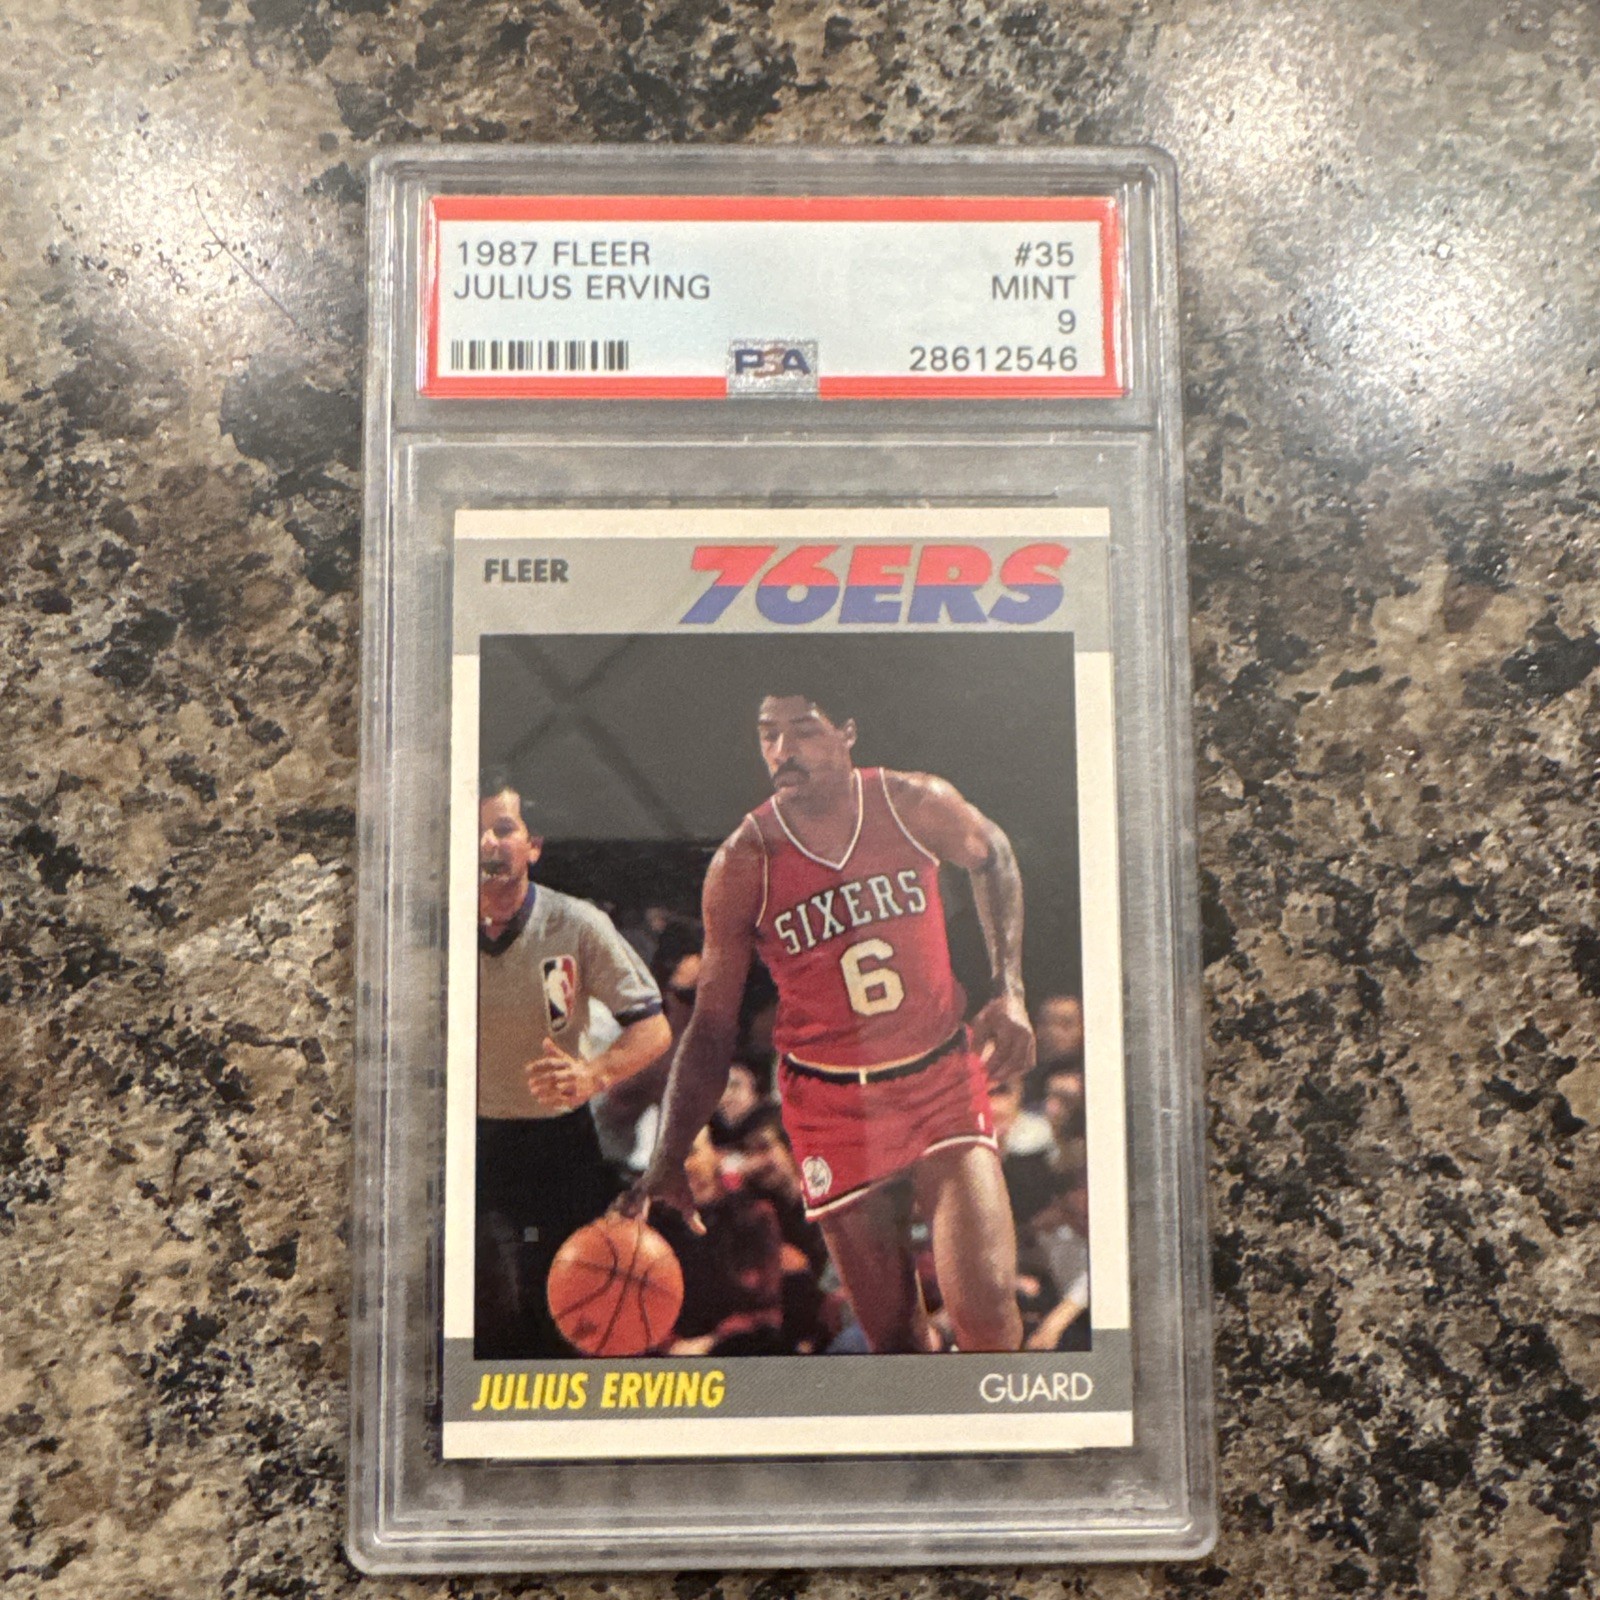 1987 FLEER #35
JULIUS ERVING MINT
9
PSA 28612546
FLEER 76ERS
SIXERS
6
JULIUS ERVING GUARD